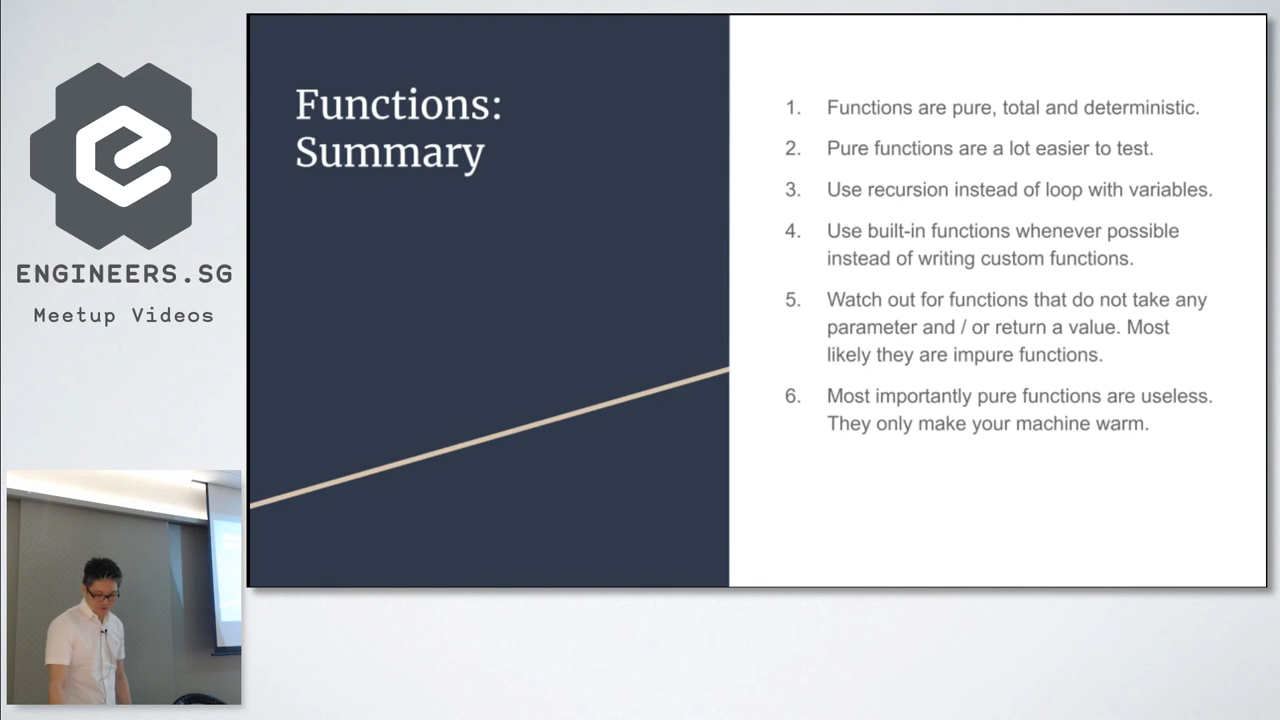 ENGINEERS.SG
Meetup Videos
Functions:
Summary
1. Functions are pure, total and deterministic.
2. Pure functions are a lot easier to test.
3. Use recursion instead of loop with variables.
4. Use built-in functions whenever possible
instead of writing custom functions.
5. Watch out for functions that do not take any
parameter and / or return a value. Most
likely they are impure functions.
6. Most importantly pure functions are useless.
They only make your machine warm.